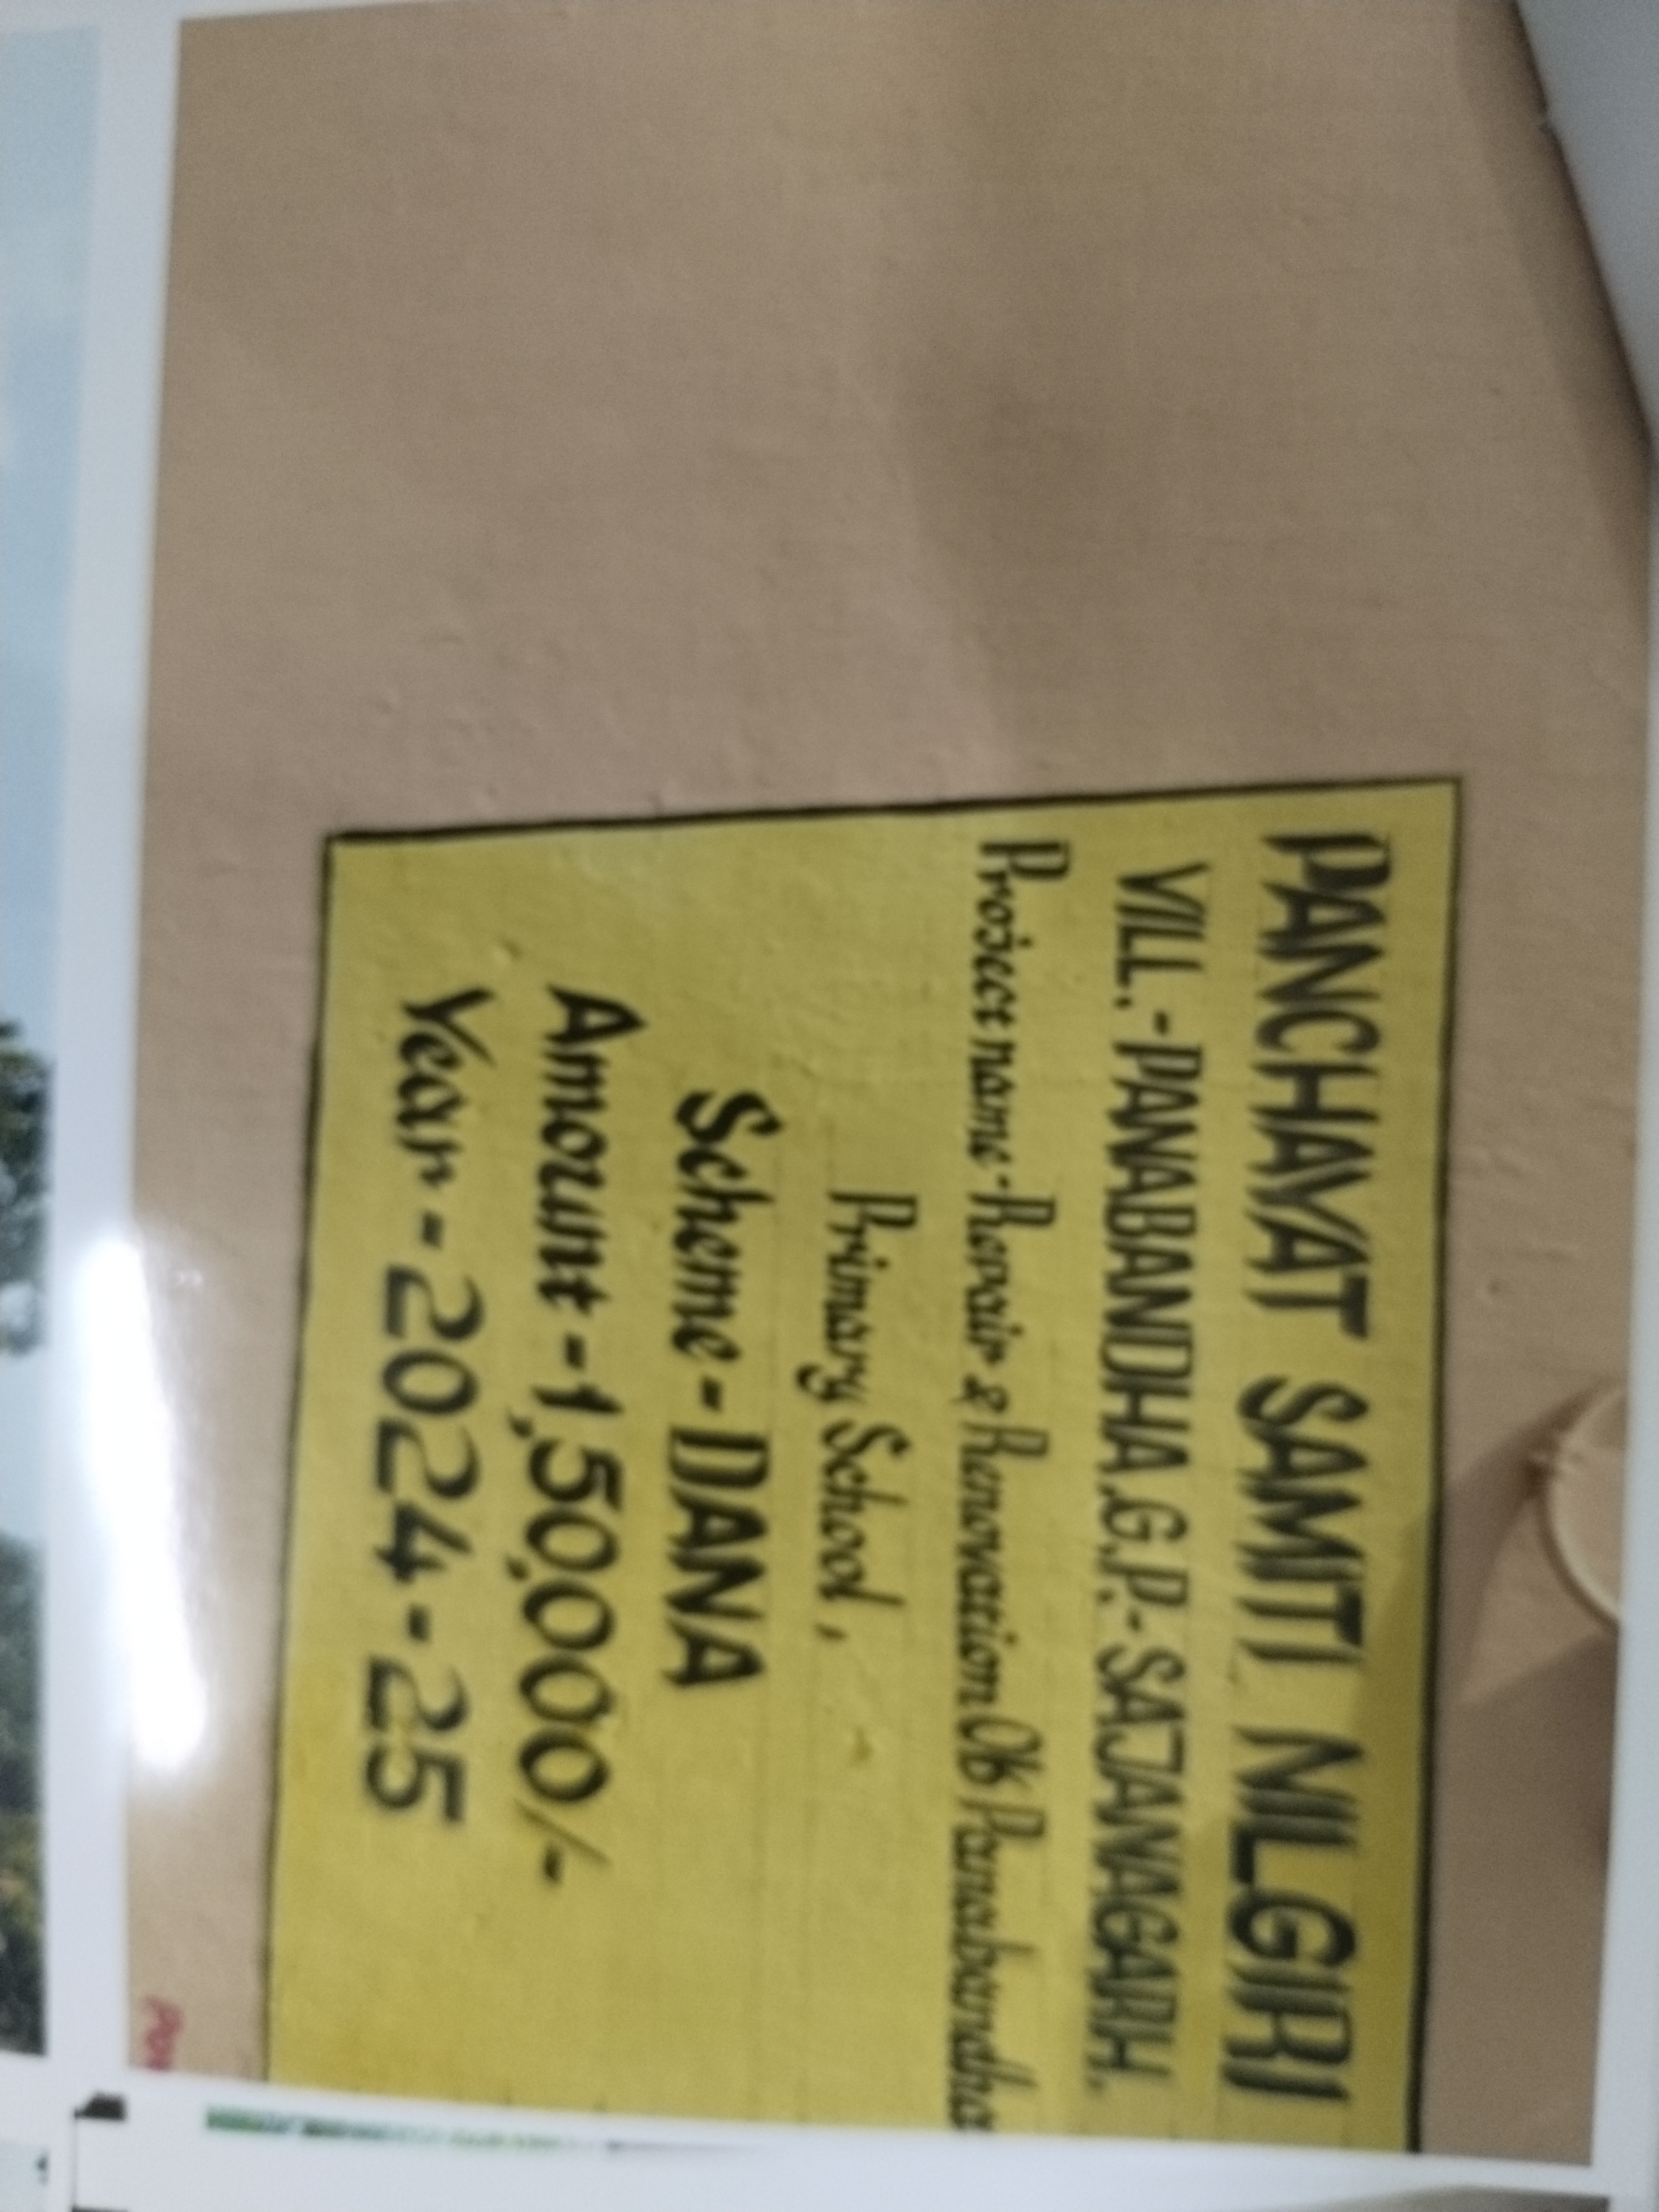 PANCHAYAT SAMITI NILGIRI
VILL.-PANABANDHA,G.P.-SAJANAGARH,
Project name-Repair & Renovation Of Panabandha
Primary School,
Scheme-DANA
Amount-1,50,000/-
Year-2024-25